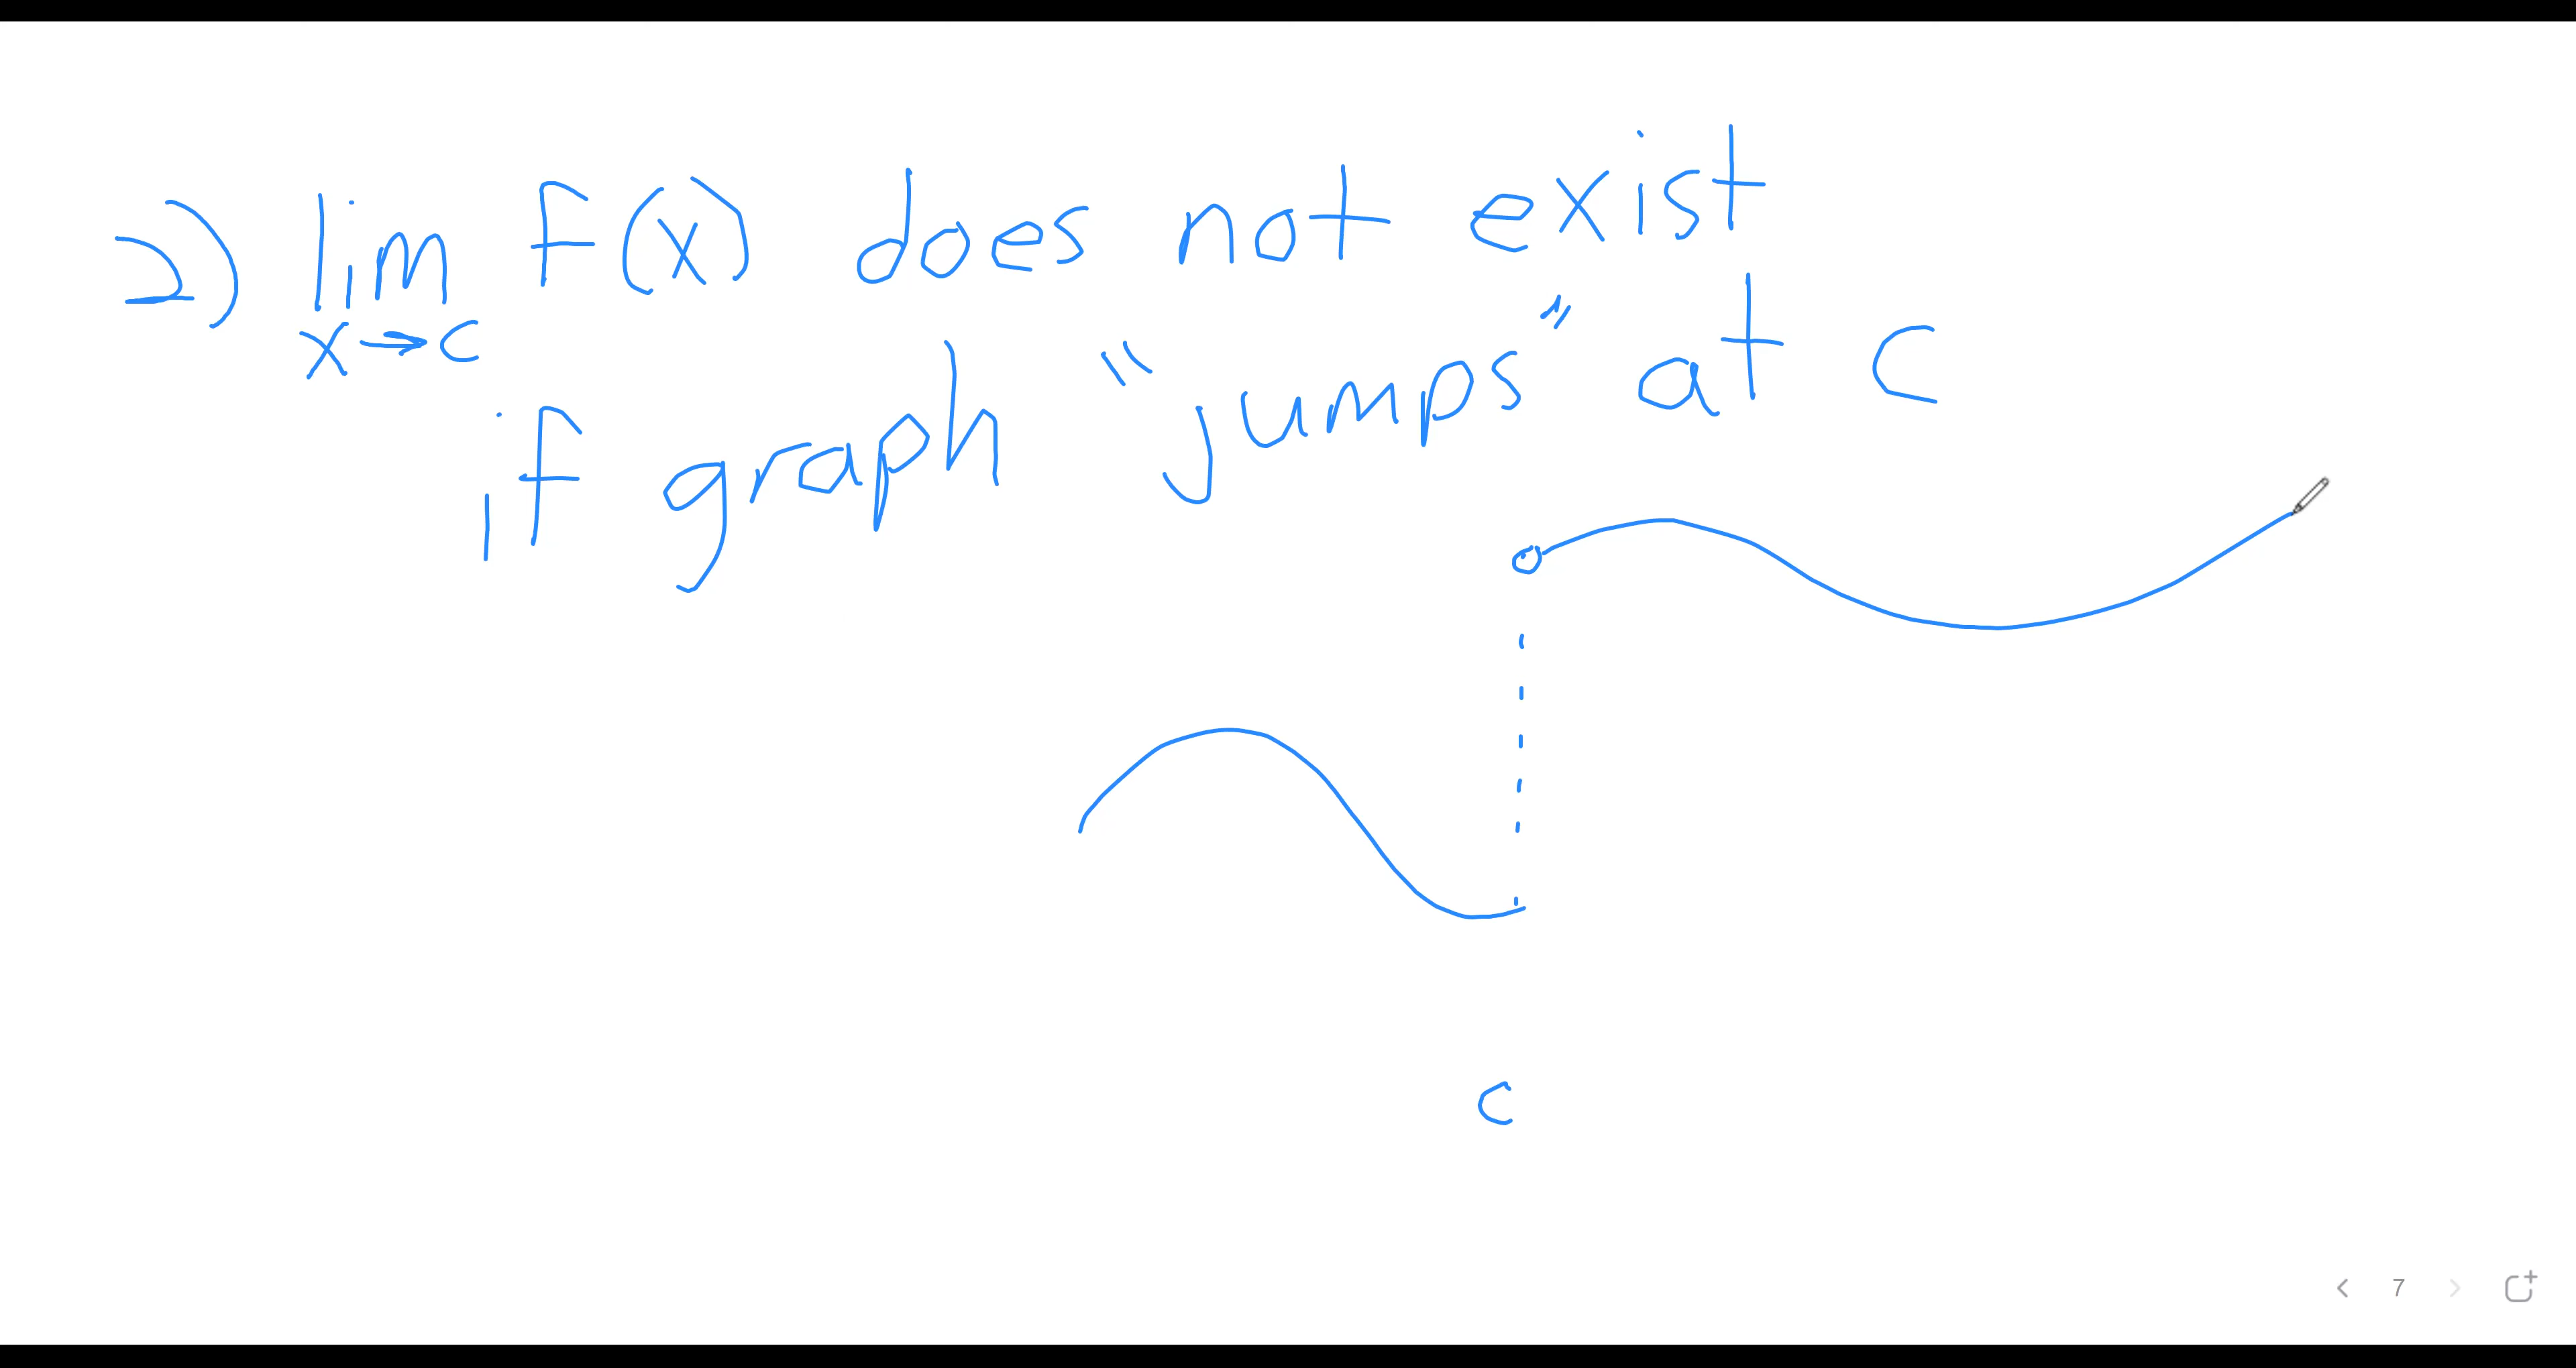 2) lim f(x) does not exist
x→c
if graph "jumps" at c
c
7